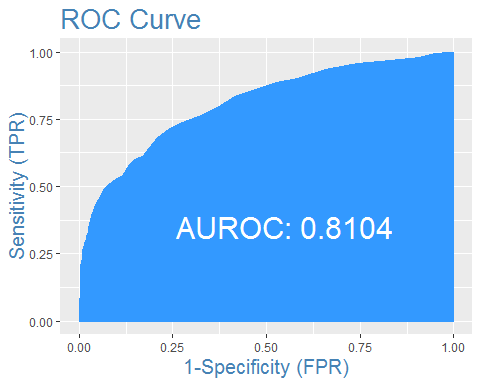 ROC Curve
1.00
0.75
0.50
0.25
0.00
Sensitivity (TPR)
AUROC: 0.8104
0.00 0.25 0.50 0.75 1.00
1-Specificity (FPR)